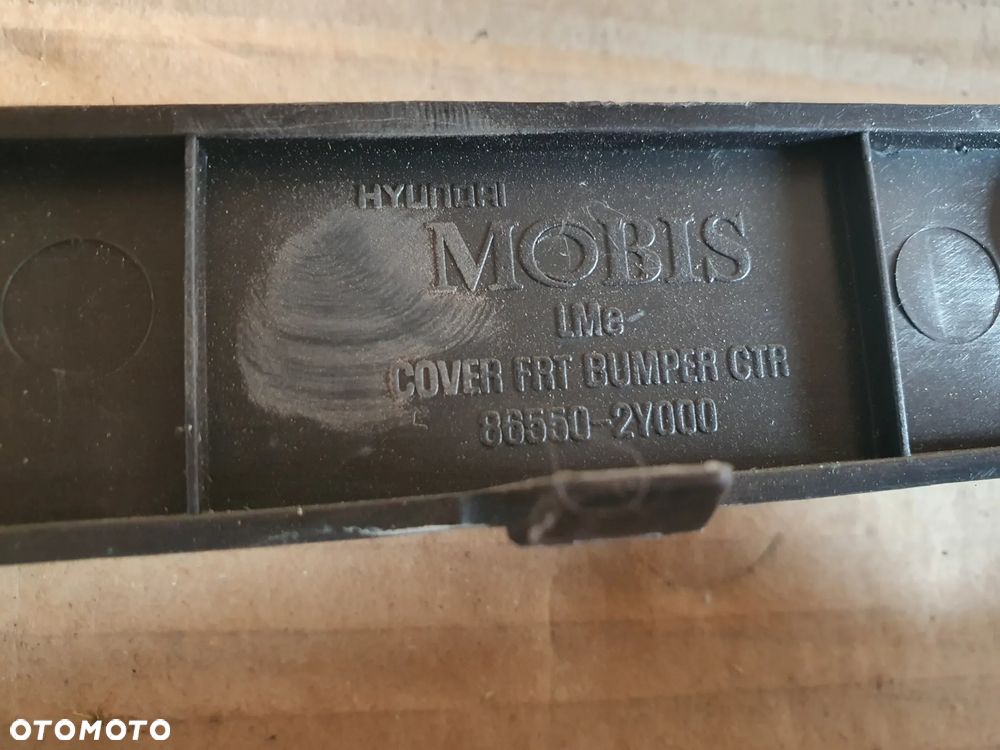 HYUNDAI
MOBIS
LMe
COVER FRT BUMPER CTR
86550-2Y000
OTOMOTO